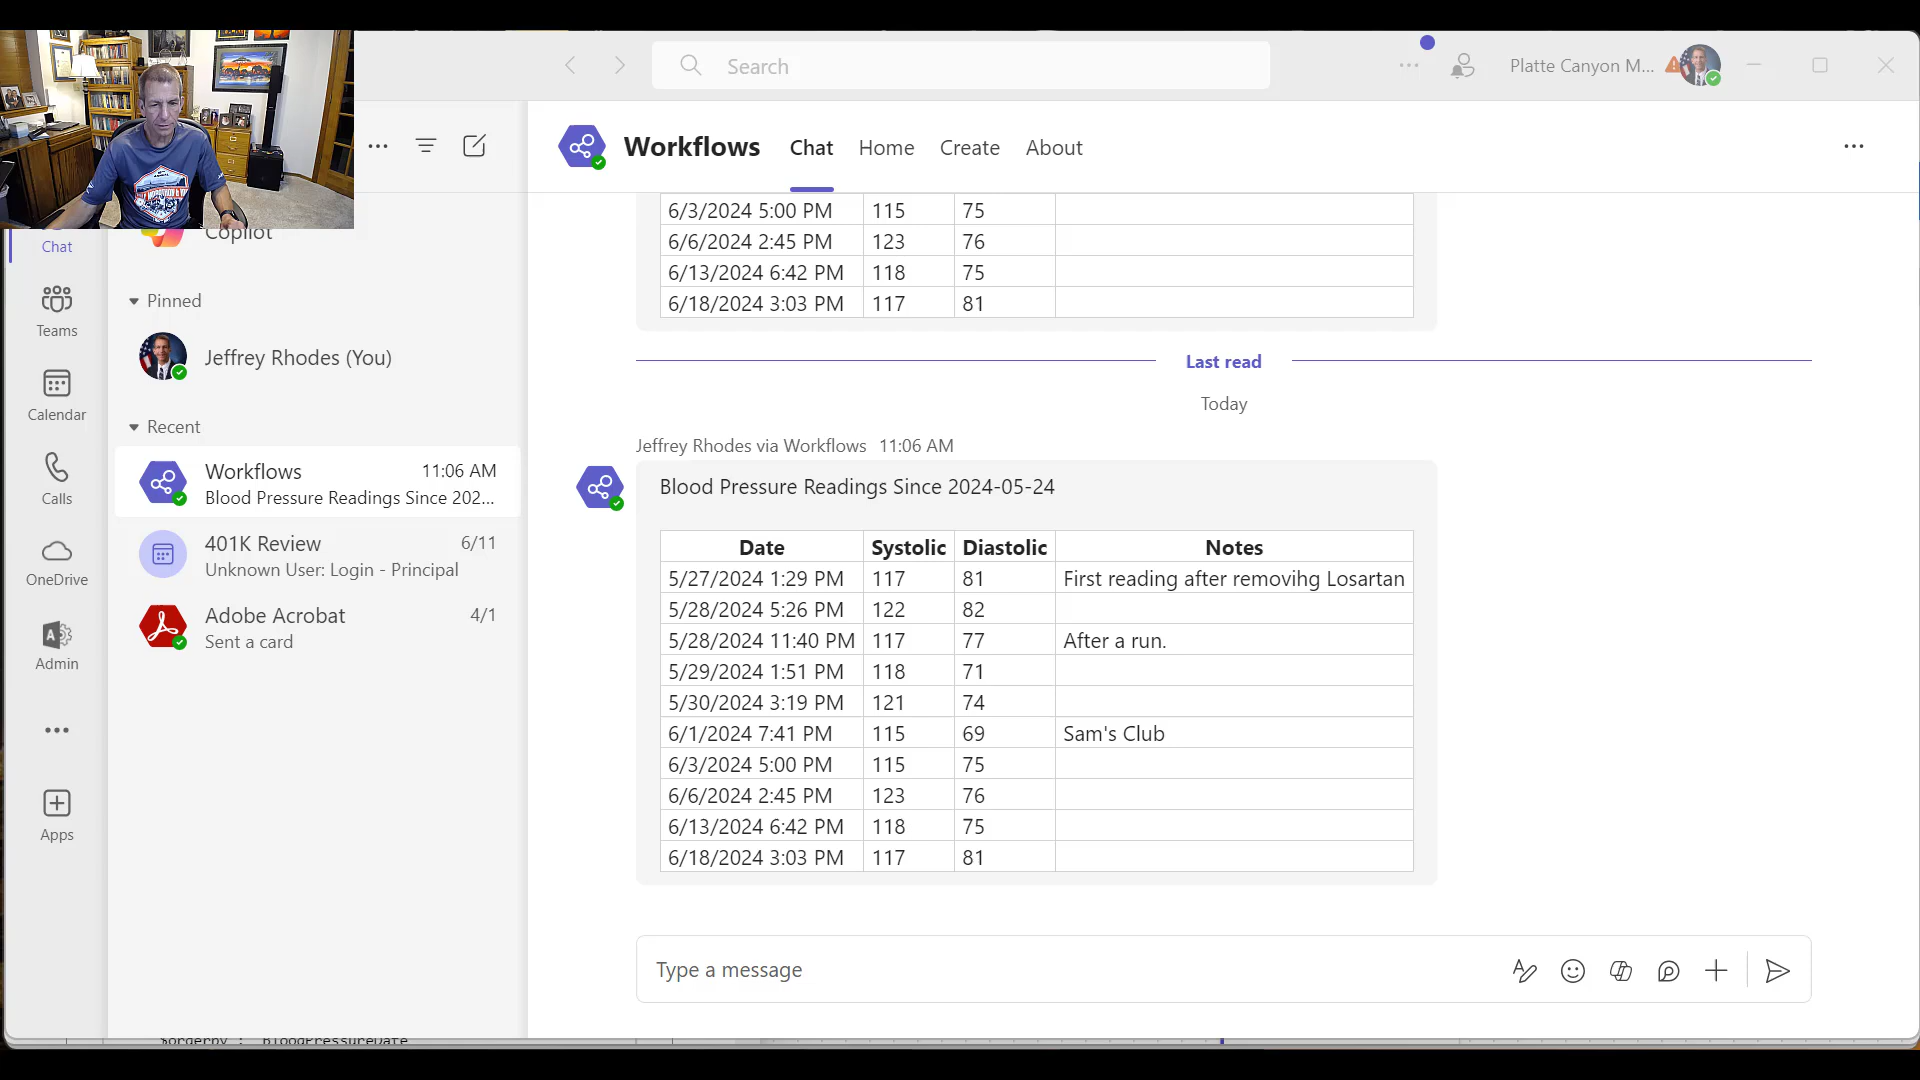 Search
Platte Canyon M...
Workflows Chat Home Create About
Copilot
Chat
Teams
Calendar
Calls
OneDrive
Admin
Apps
Pinned
Jeffrey Rhodes (You)
Recent
Workflows 11:06 AM
Blood Pressure Readings Since 202...
401K Review 6/11
Unknown User: Login - Principal
Adobe Acrobat 4/1
Sent a card
6/3/2024 5:00 PM 115 75
6/6/2024 2:45 PM 123 76
6/13/2024 6:42 PM 118 75
6/18/2024 3:03 PM 117 81
Last read
Today
Jeffrey Rhodes via Workflows 11:06 AM
Blood Pressure Readings Since 2024-05-24
Date Systolic Diastolic Notes
5/27/2024 1:29 PM 117 81 First reading after removihg Losartan
5/28/2024 5:26 PM 122 82
5/28/2024 11:40 PM 117 77 After a run.
5/29/2024 1:51 PM 118 71
5/30/2024 3:19 PM 121 74
6/1/2024 7:41 PM 115 69 Sam's Club
6/3/2024 5:00 PM 115 75
6/6/2024 2:45 PM 123 76
6/13/2024 6:42 PM 118 75
6/18/2024 3:03 PM 117 81
Type a message
$orderby : BloodPressureDate